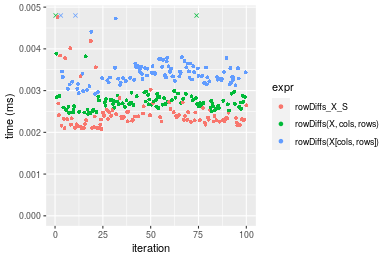 0.005
0.004
0.003
0.002
0.001
0.000
time (ms)
0
25
50
75
100
iteration
expr
rowDiffs_X_S
rowDiffs(X, cols, rows)
rowDiffs(X[cols, rows])